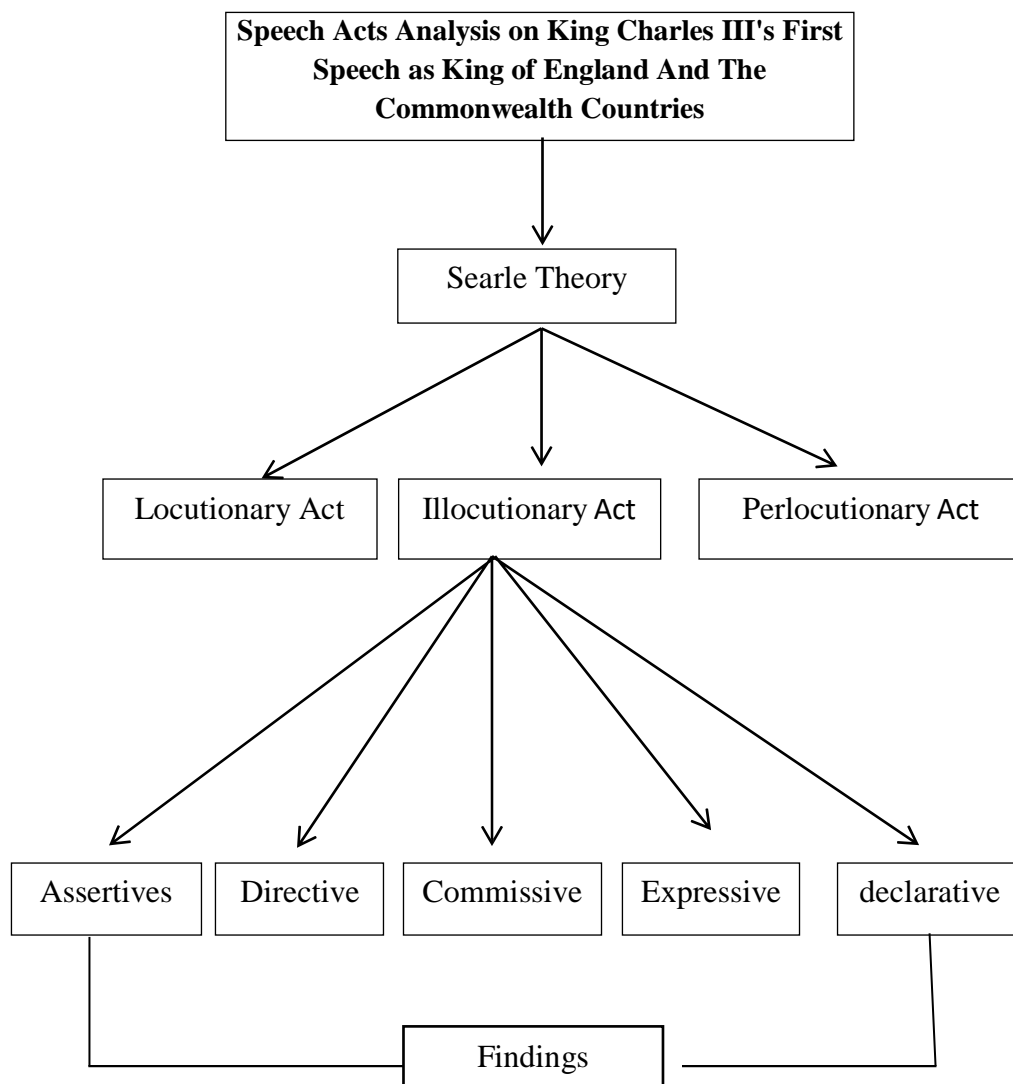 Speech Acts Analysis on King Charles III's First
Speech as King of England And The
Commonwealth Countries
Searle Theory
Locutionary Act
Illocutionary Act
Perlocutionary Act
Assertives
Directive
Commissive
Expressive
declarative
Findings